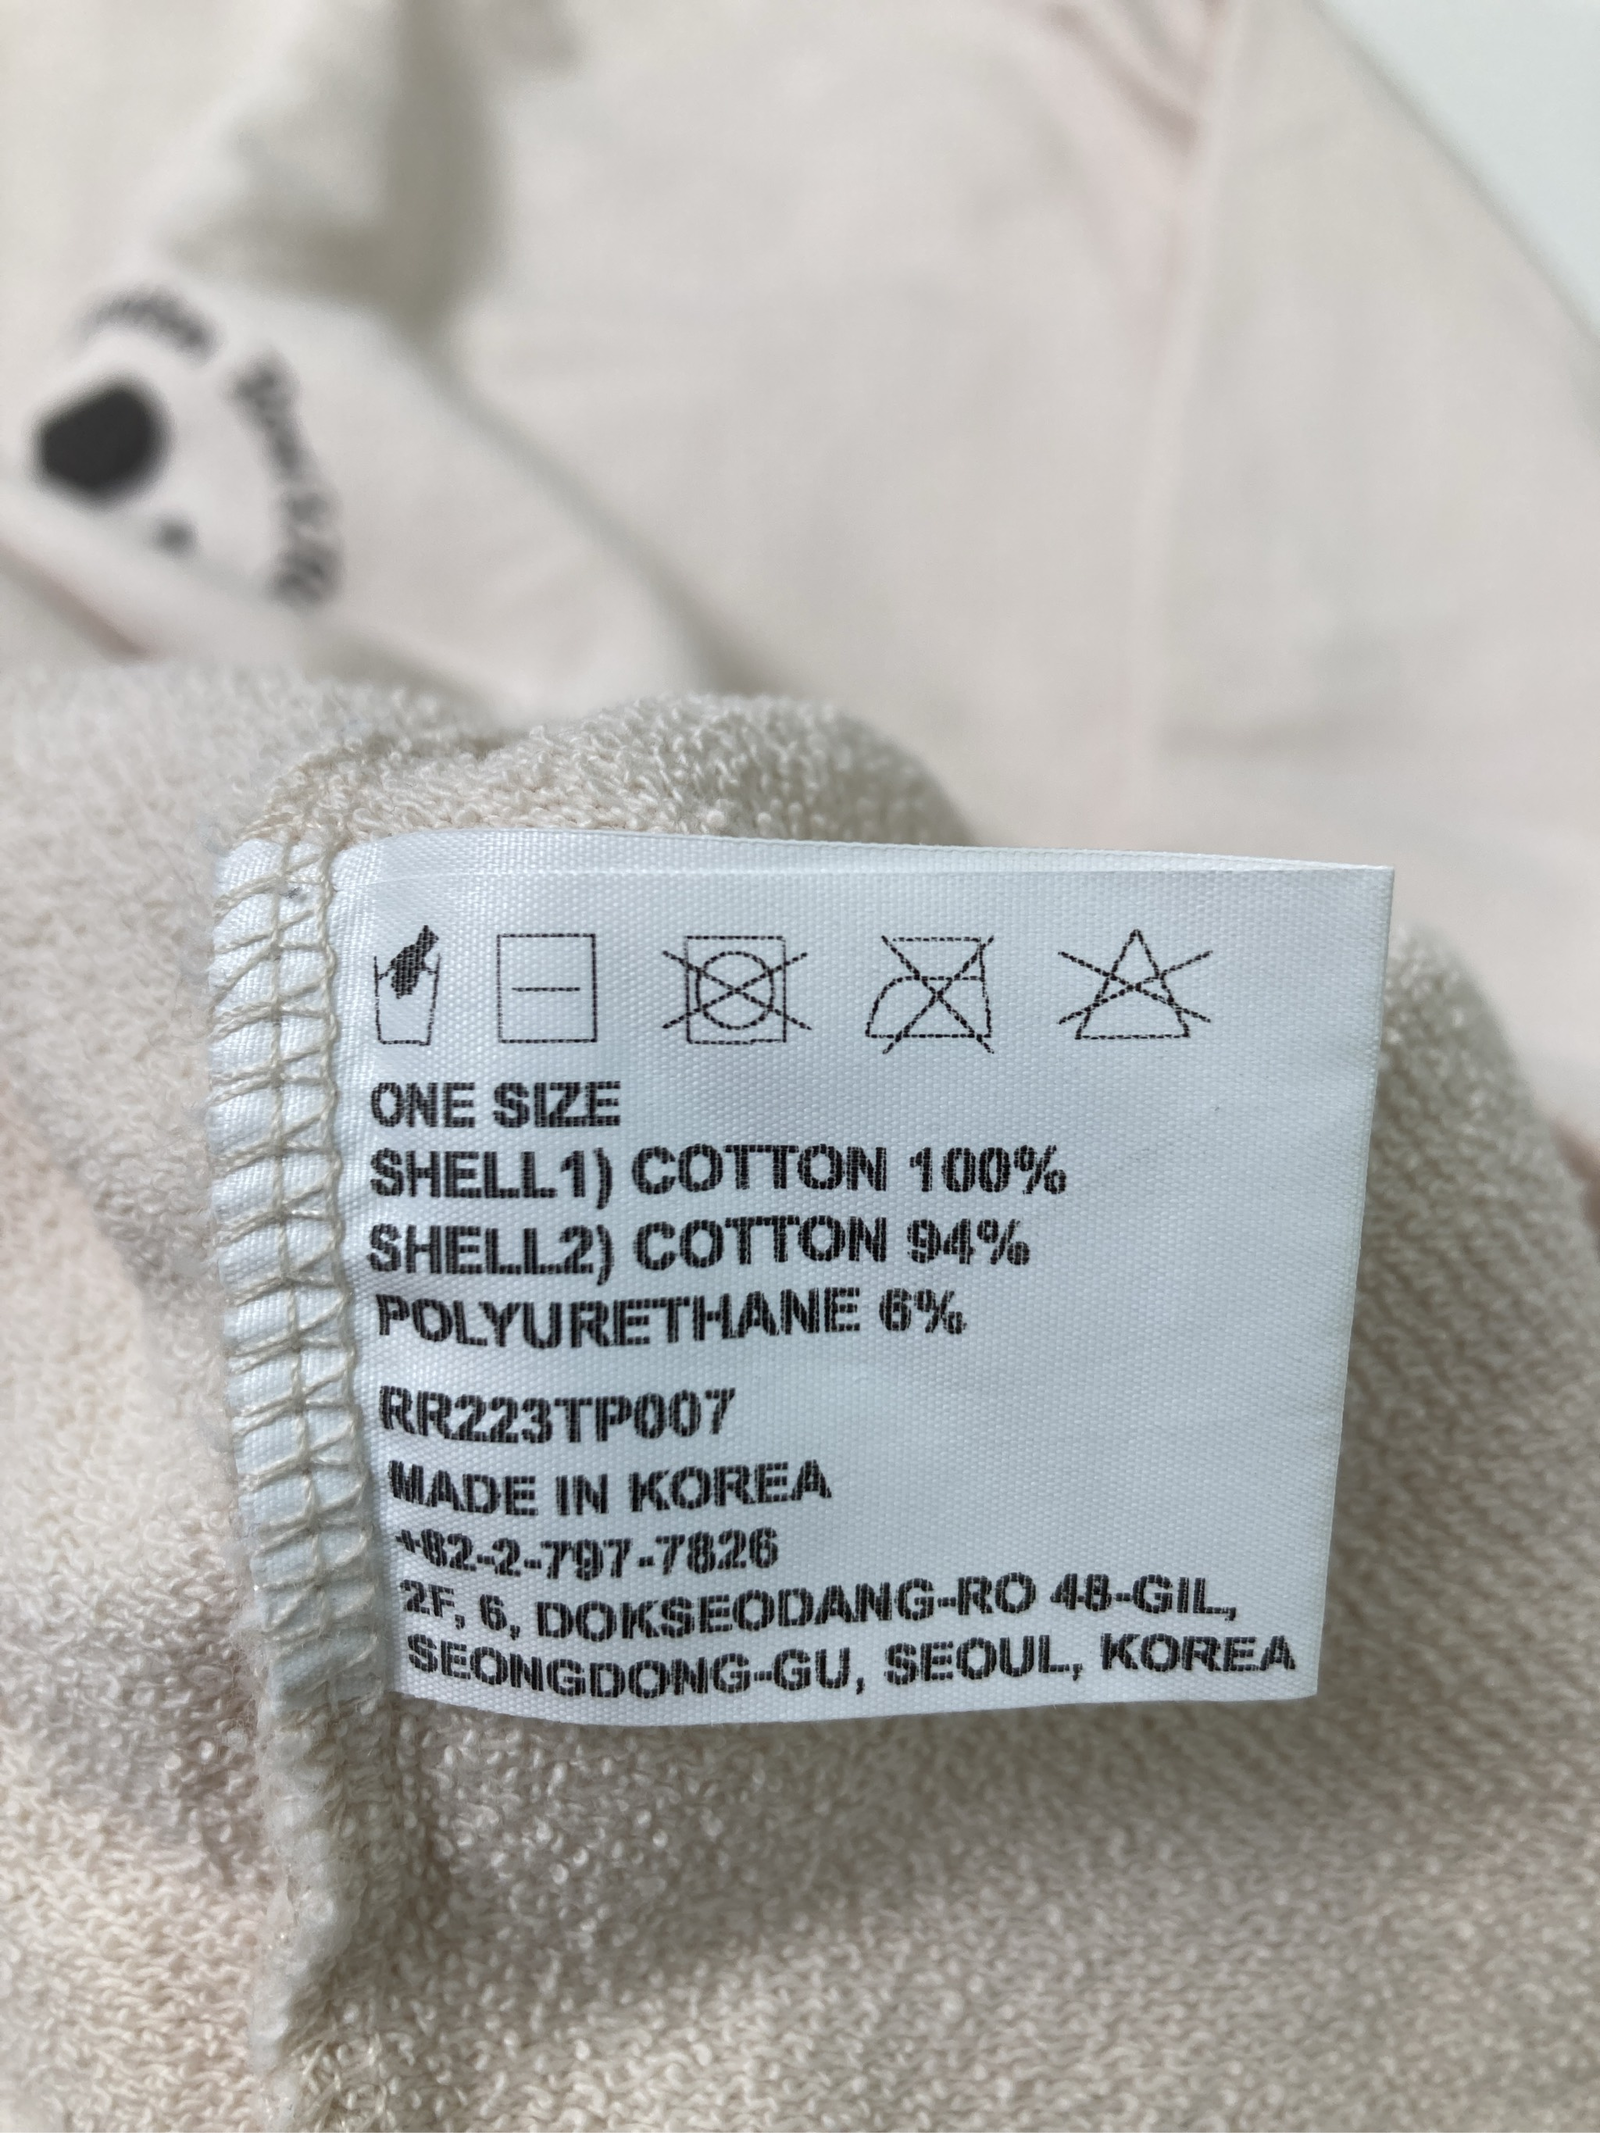 ONE SIZE
SHELL1) COTTON 100%
SHELL2) COTTON 94%
POLYURETHANE 6%
RR223TP007
MADE IN KOREA
+82-2-797-7826
2F, 6, DOKSEODANG-RO 48-GIL,
SEONGDONG-GU, SEOUL, KOREA